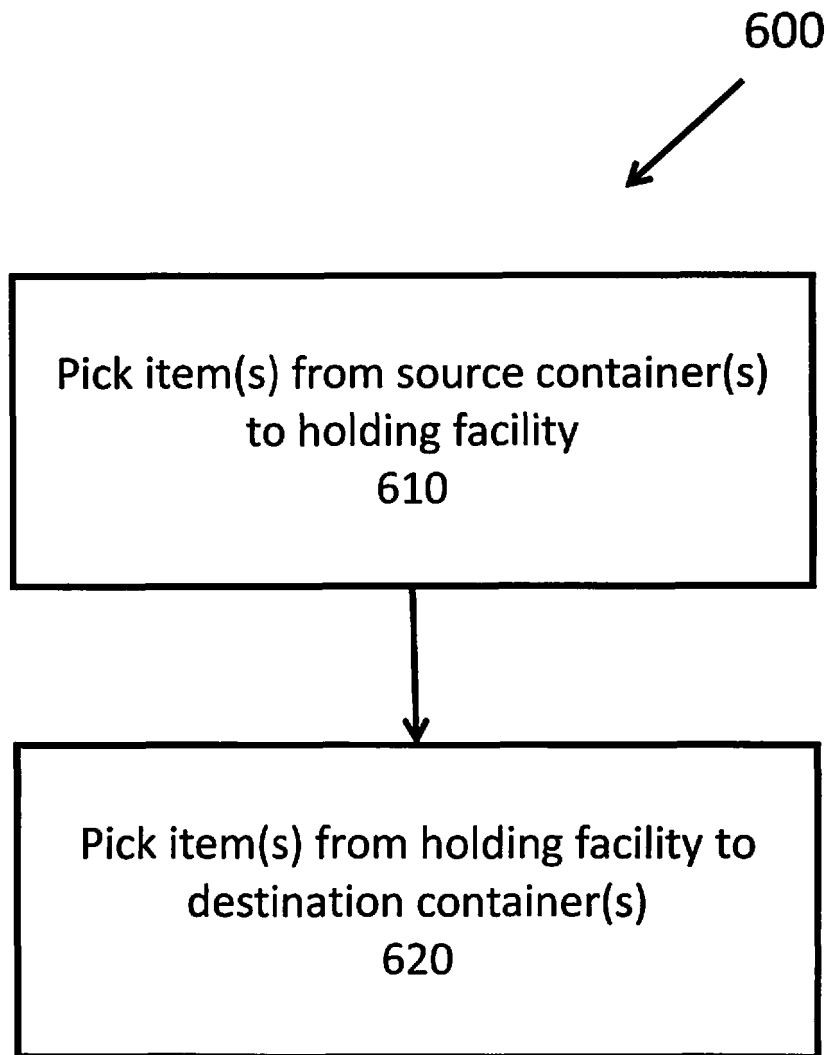 600
Pick item(s) from source container(s)
to holding facility
610
Pick item(s) from holding facility to
destination container(s)
620